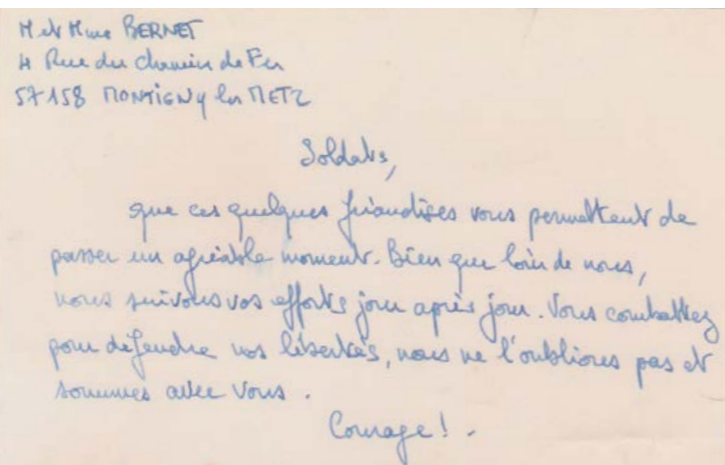 M et Mme BERNET
4 Rue du Chemin de Fer
57158 MONTIGNY les METZ
Soldats,
que ces quelques friandises vous permettent de
passer un agréable moment. Bien que loin de nous,
nous suivons vos efforts jour après jour. Vous combattez
pour défendre nos libertés, nous ne l'oublions pas et
sommes avec vous.
Courage ! .